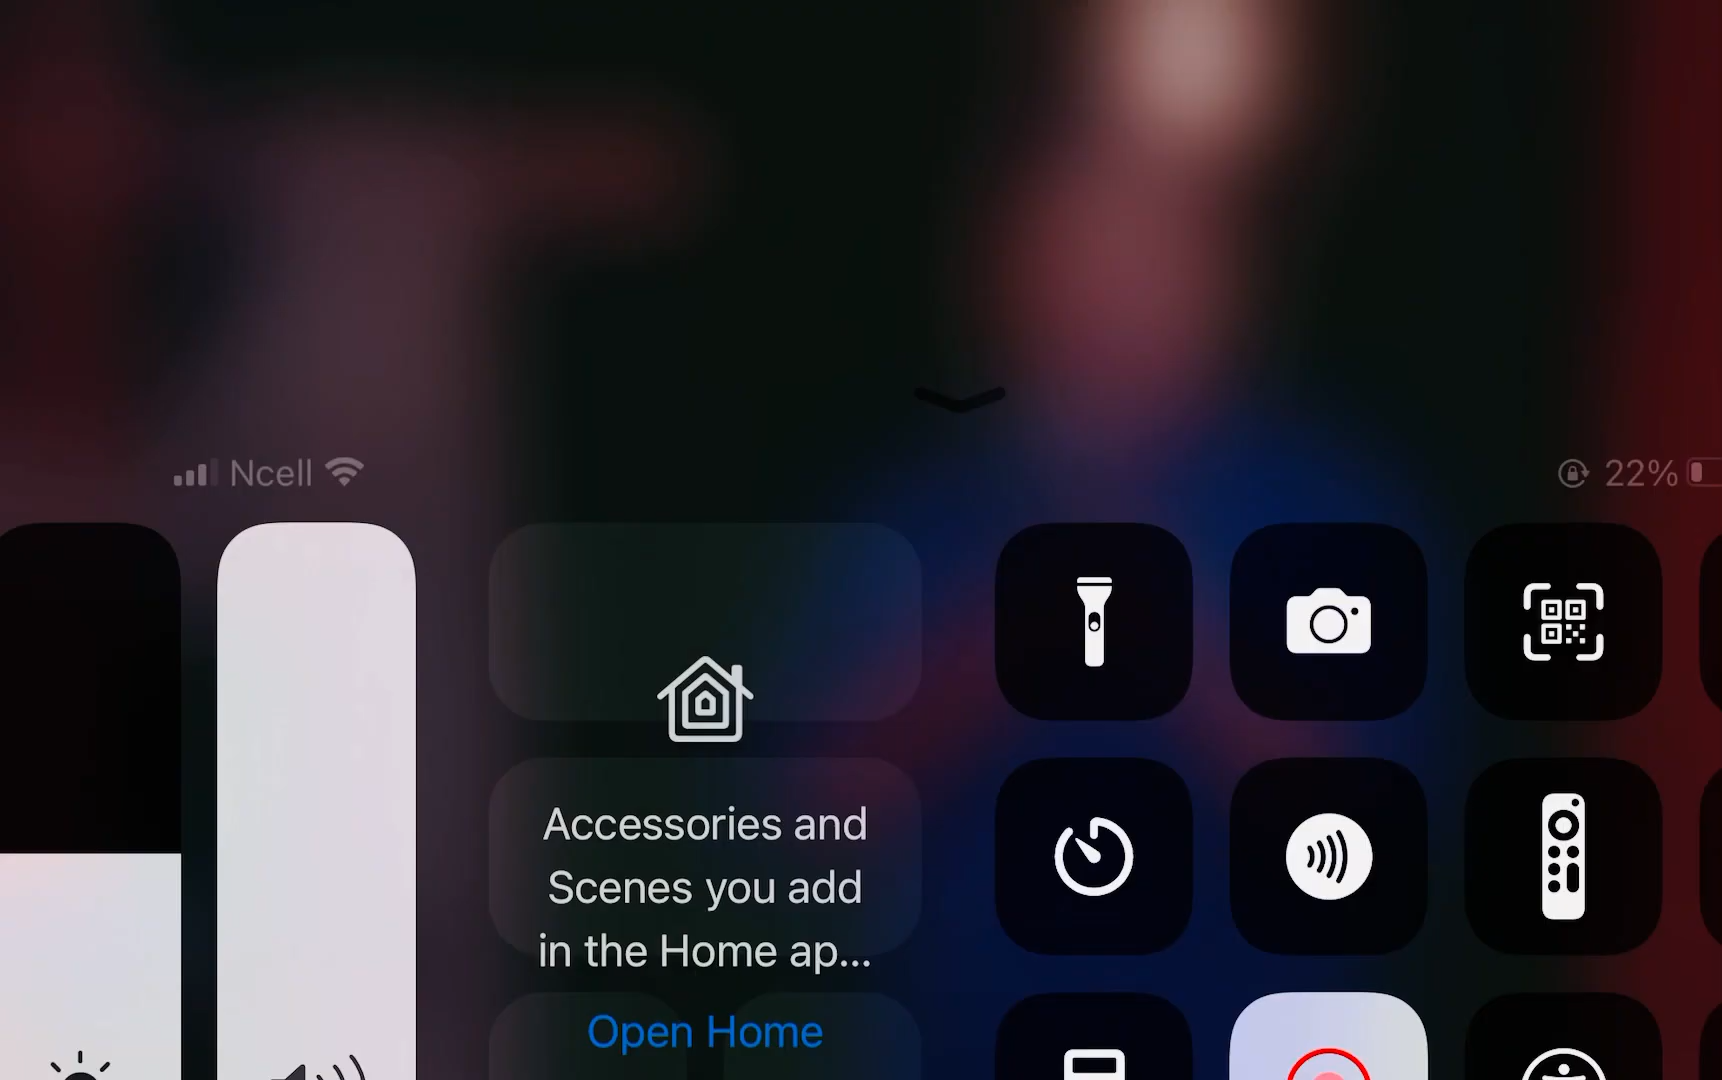 Ncell
22%
Accessories and
Scenes you add
in the Home ap...
Open Home